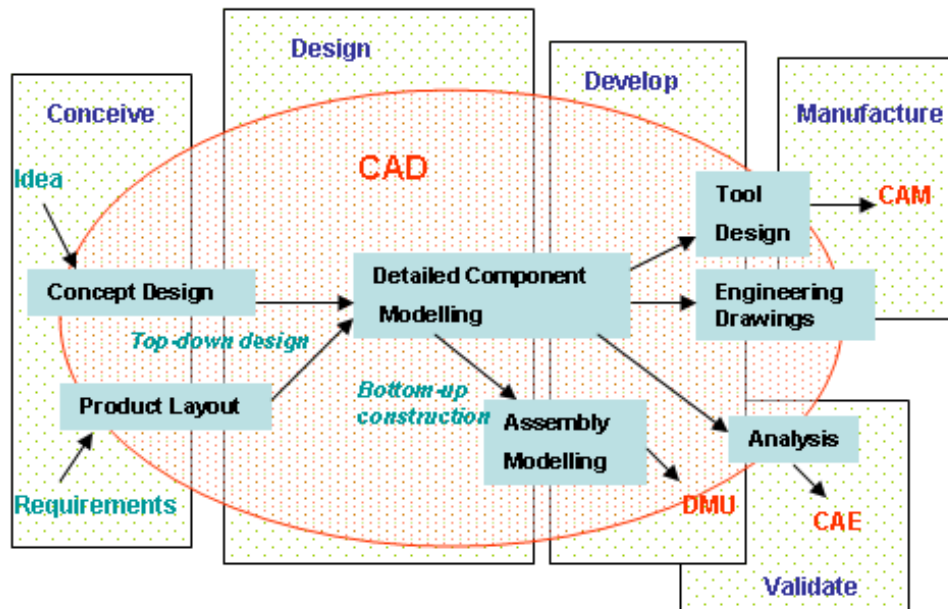 Design
Develop
Conceive
Manufacture
CAD
Idea
Tool
Design
CAM
Concept Design
Detailed Component
Modelling
Engineering
Drawings
Top-down design
Product Layout
Bottom-up
construction
Assembly
Modelling
Analysis
Requirements
DMU
CAE
Validate